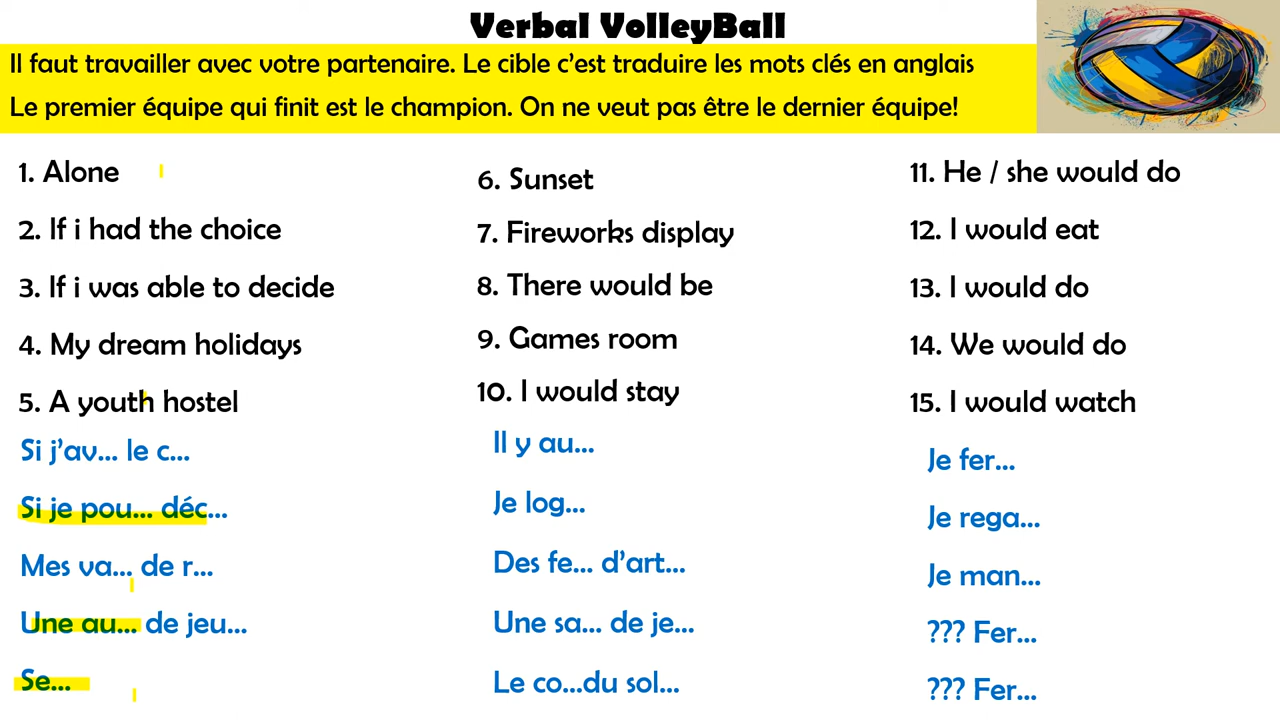 Verbal VolleyBall
Il faut travailler avec votre partenaire. Le cible c'est traduire les mots clés en anglais
Le premier équipe qui finit est le champion. On ne veut pas être le dernier équipe!
1. Alone
2. If i had the choice
3. If i was able to decide
4. My dream holidays
5. A youth hostel
Si j'av... le c...
Si je pou... déc...
Mes va... de r...
Une au... de jeu...
Se...
6. Sunset
7. Fireworks display
8. There would be
9. Games room
10. I would stay
Il y au...
Je log...
Des fe... d'art...
Une sa... de je...
Le co...du sol...
11. He / she would do
12. I would eat
13. I would do
14. We would do
15. I would watch
Je fer...
Je rega...
Je man...
??? Fer...
??? Fer...